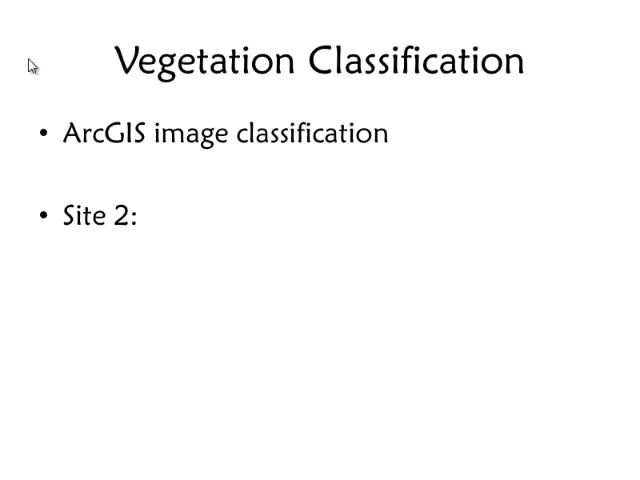 Vegetation Classification
• ArcGIS image classification
• Site 2: